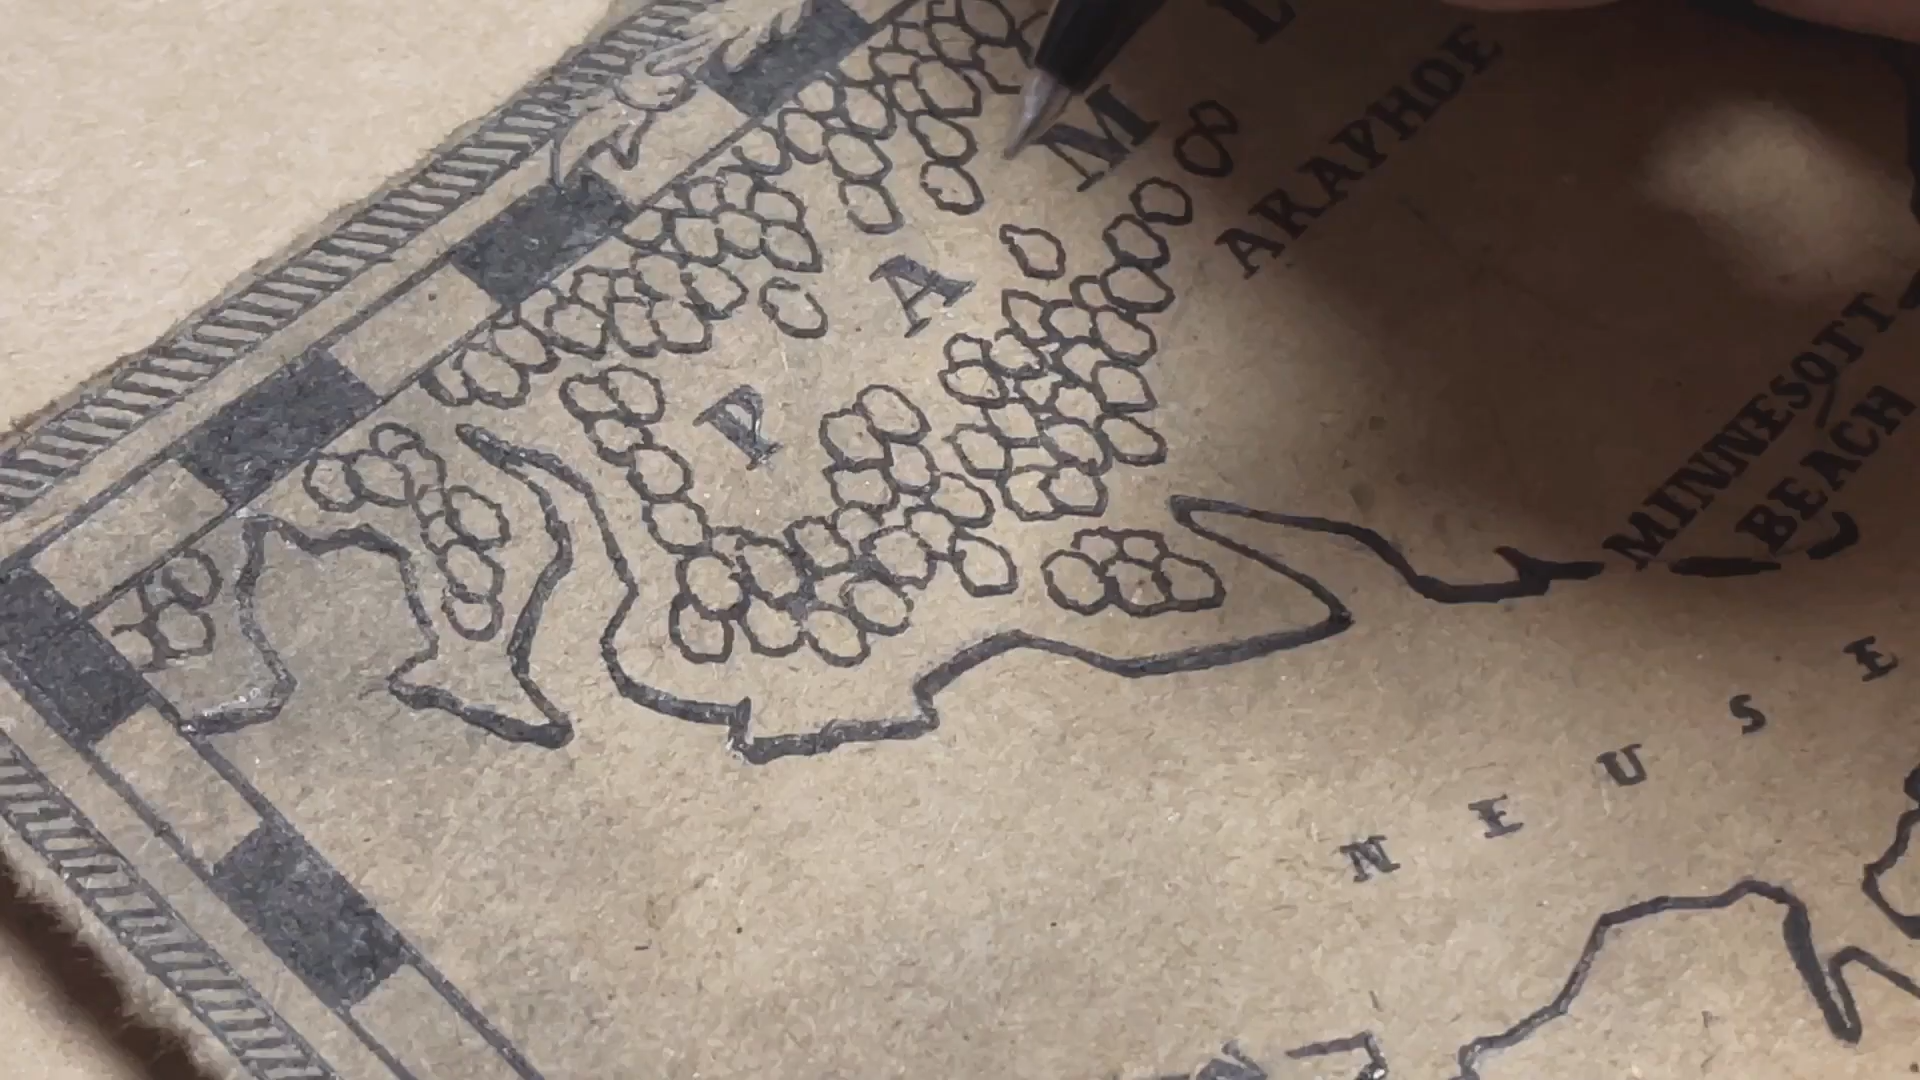 P A M L
ARAPHOE
MINNESOTT
BEACH
N E U S E